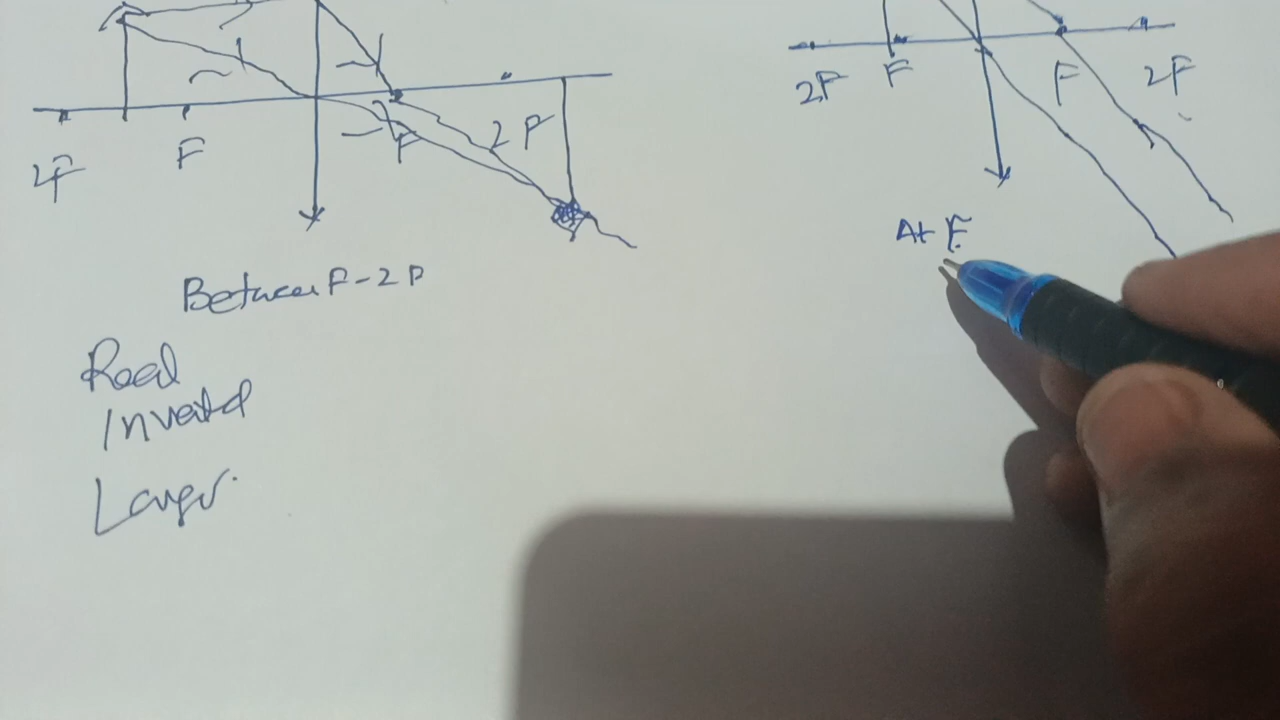 2F F F 2F
2F F F 2F
At F
Between F-2F
Real
Inverted
Larger